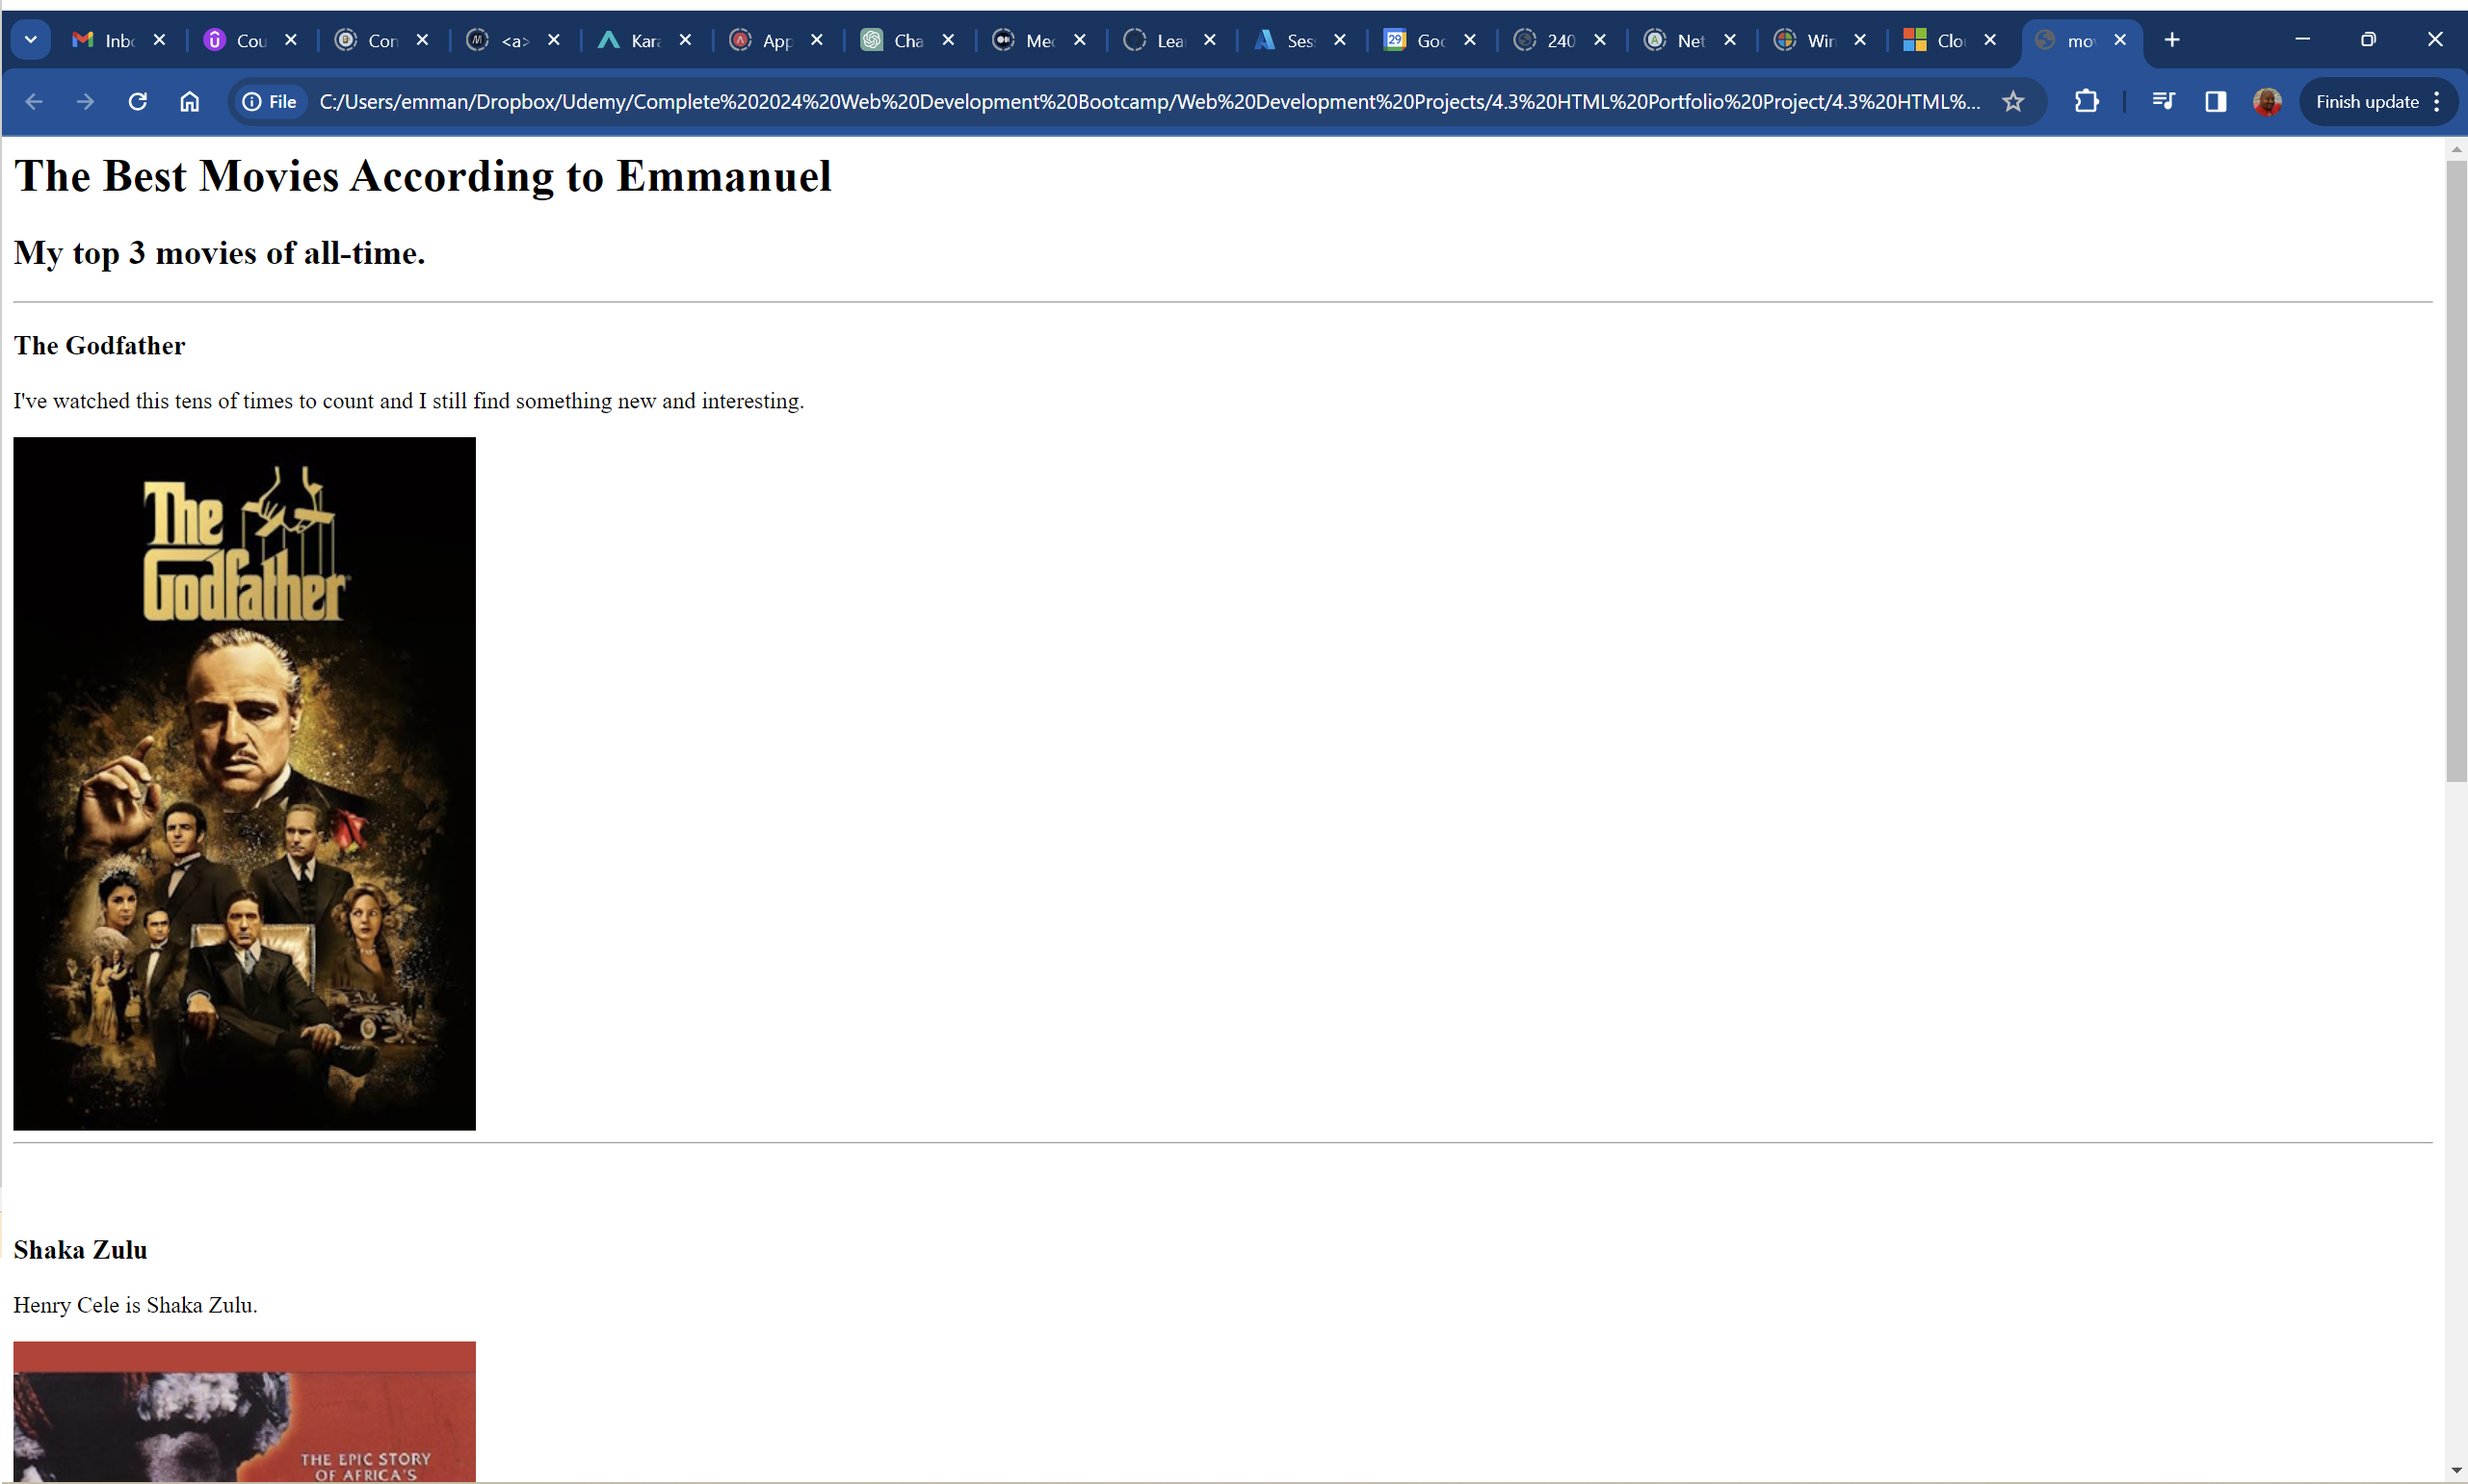 Inb
Cou
Con
<a>
Kara
App
Cha
Mec
Lea
Ses
29
Goo
240
Net
Win
Clo
mo
File
C:/Users/emman/Dropbox/Udemy/Complete%202024%20Web%20Development%20Bootcamp/Web%20Development%20Projects/4.3%20HTML%20Portfolio%20Project/4.3%20HTML%...
Finish update
The Best Movies According to Emmanuel
My top 3 movies of all-time.
The Godfather
I've watched this tens of times to count and I still find something new and interesting.
The
Godfather
Shaka Zulu
Henry Cele is Shaka Zulu.
THE EPIC STORY
OF AFRICA'S